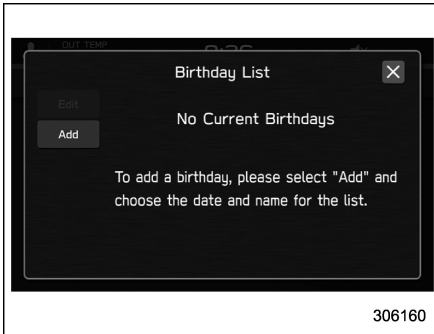 OUT TEMP
Birthday List
X
Edit
Add
No Current Birthdays
To add a birthday, please select "Add" and
choose the date and name for the list.
306160